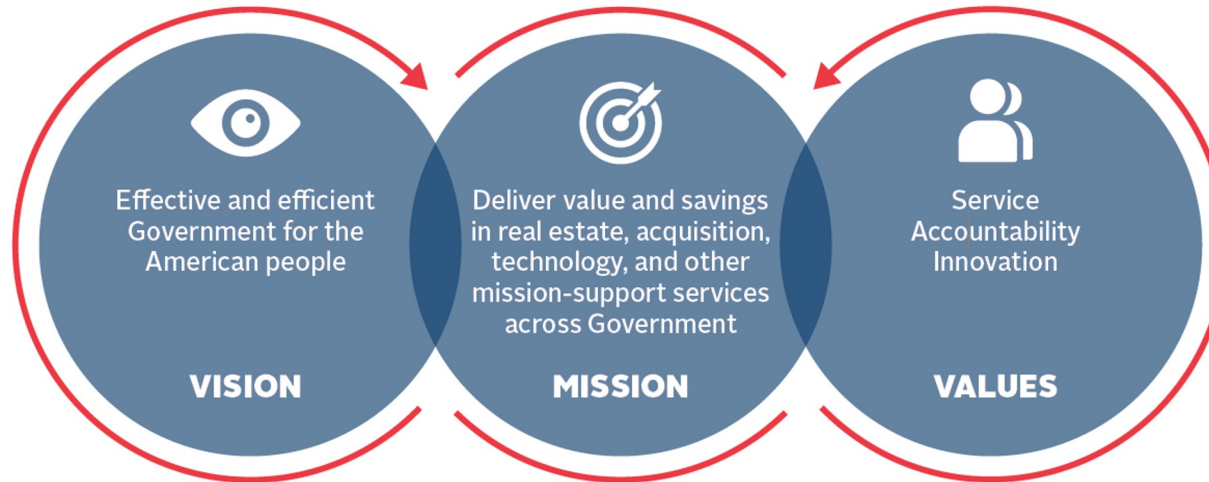 Effective and efficient
Government for the
American people
VISION
Deliver value and savings
in real estate, acquisition,
technology, and other
mission-support services
across Government
MISSION
Service
Accountability
Innovation
VALUES